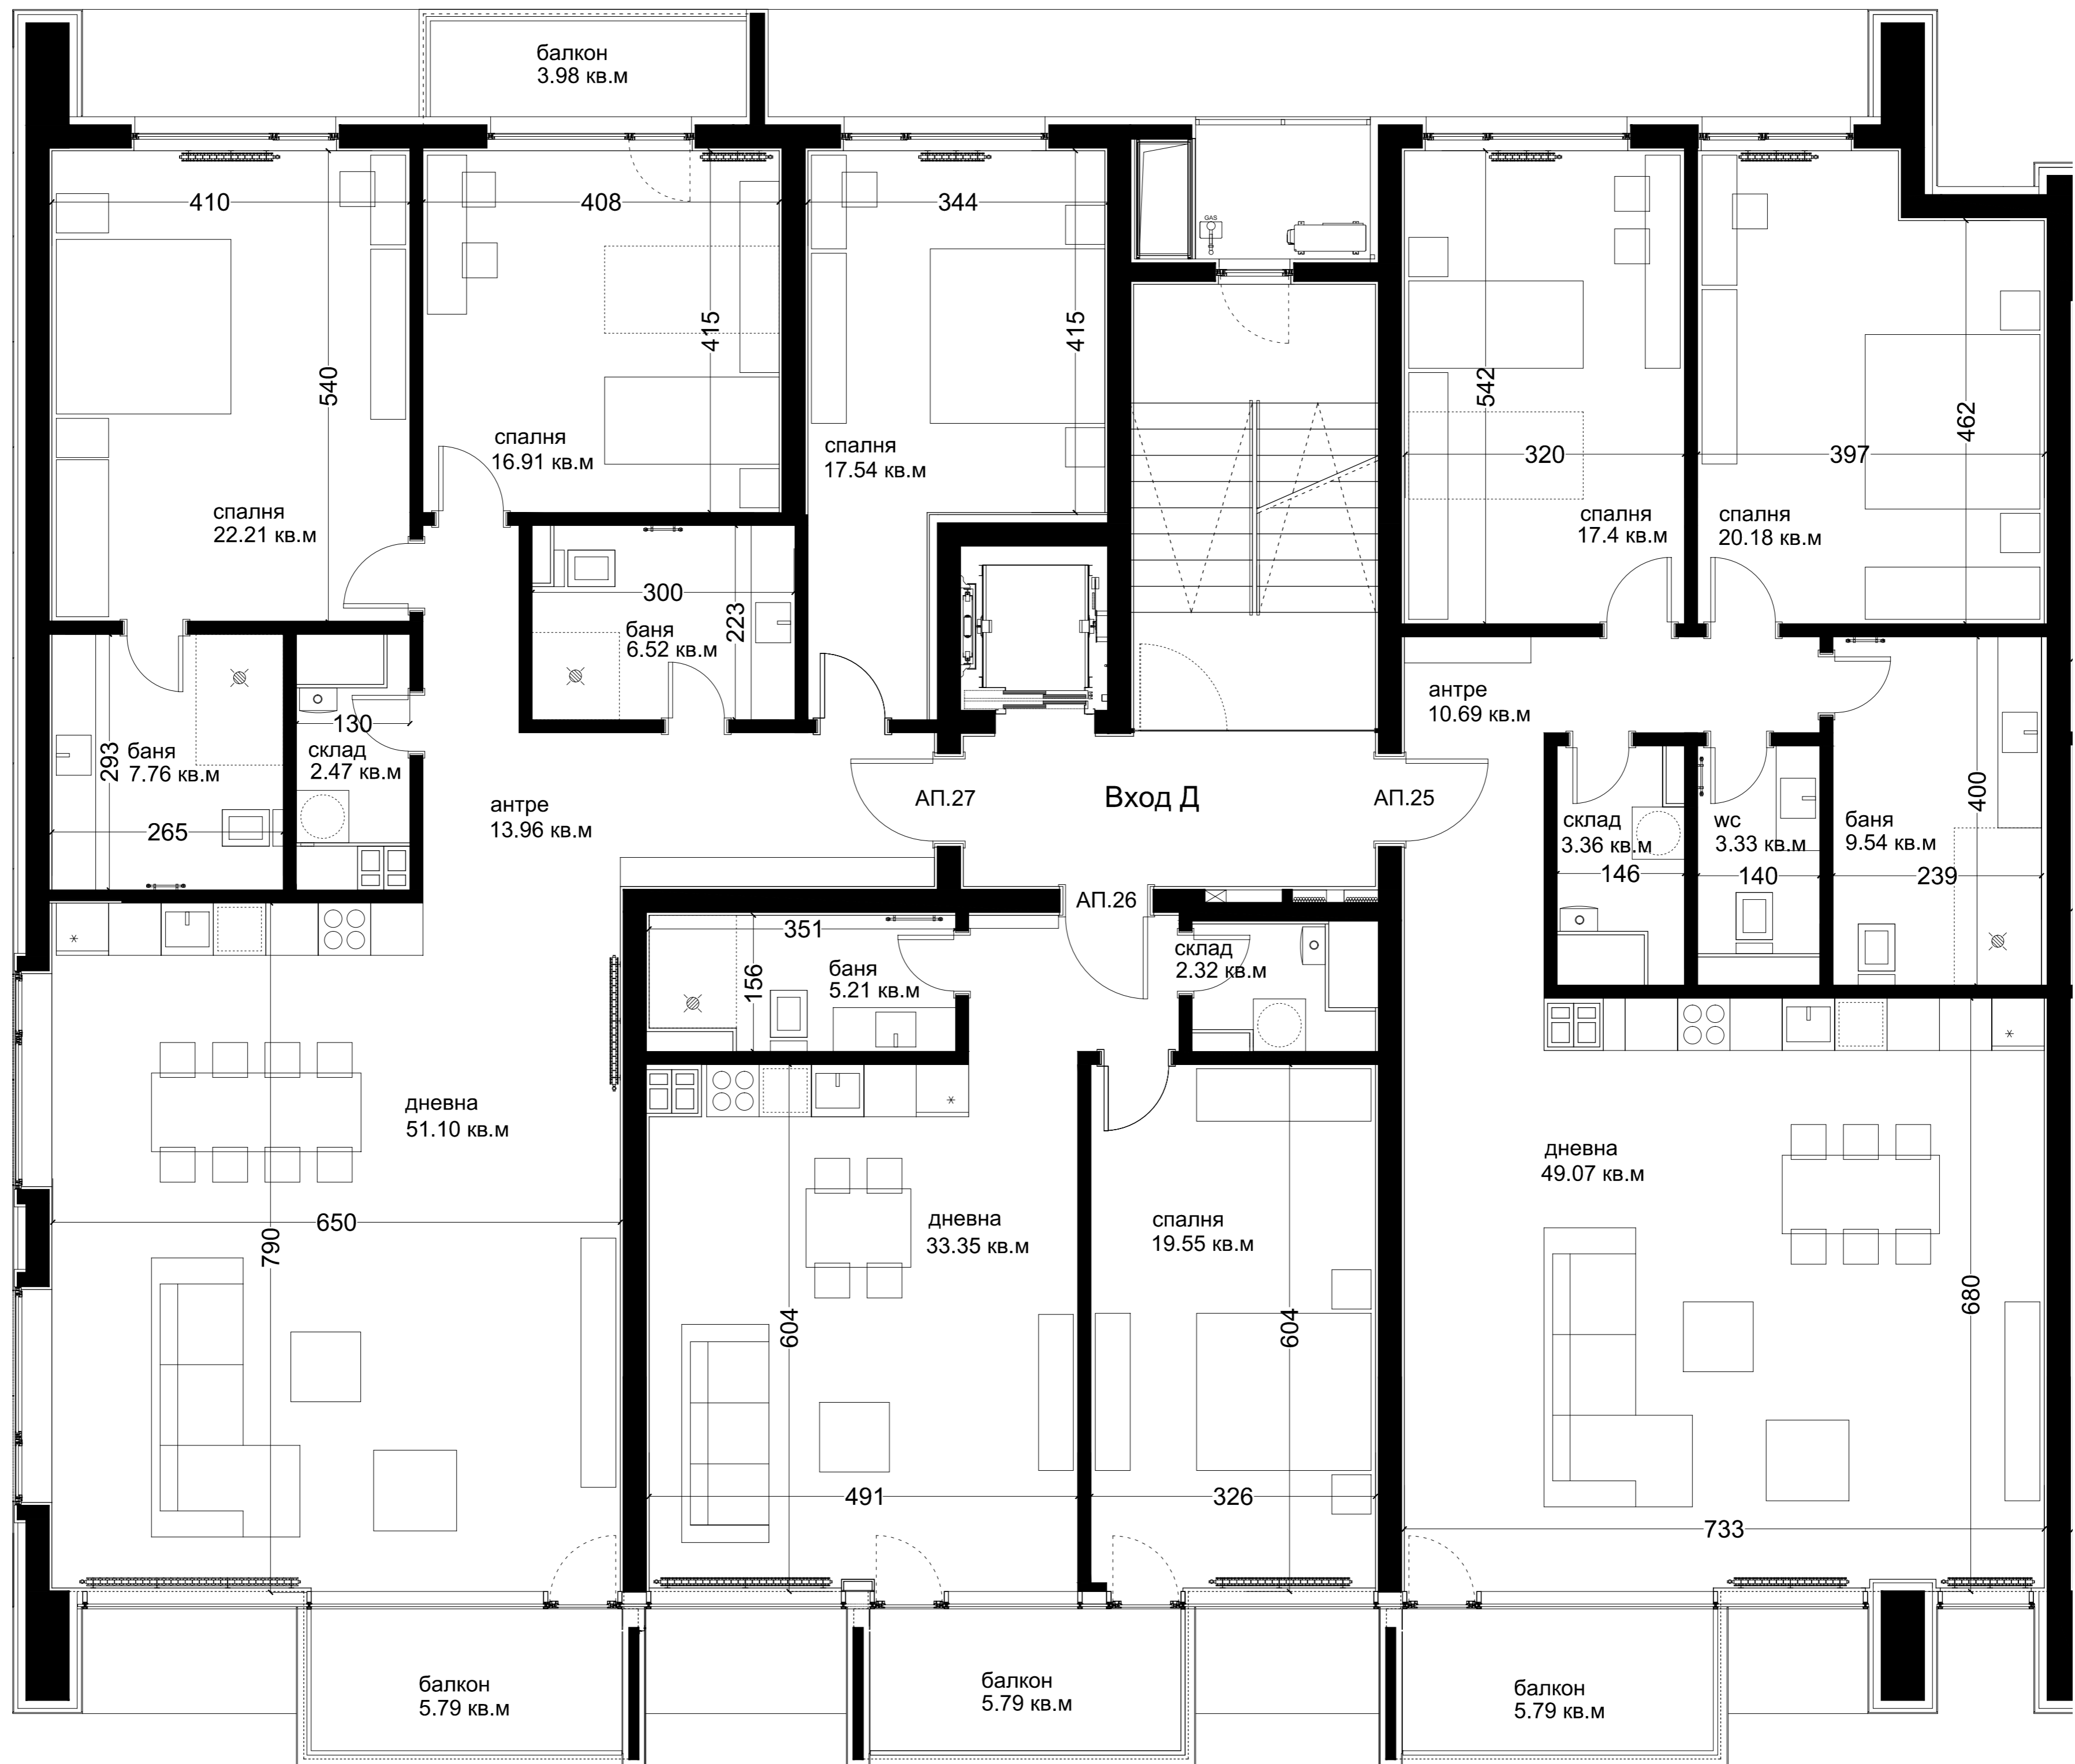 балкон
3.98 кв.м
410
408
344
GAS
415
415
540
542
320
462
397
спалня
22.21 кв.м
спалня
16.91 кв.м
спалня
17.54 кв.м
спалня
17.4 кв.м
спалня
20.18 кв.м
300
223
баня
6.52 кв.м
130
293
баня
7.76 кв.м
265
склад
2.47 кв.м
антре
13.96 кв.м
АП.27
Вход Д
АП.25
АП.26
антре
10.69 кв.м
склад
3.36 кв.м
146
wc
3.33 кв.м
140
баня
9.54 кв.м
400
239
351
156
баня
5.21 кв.м
склад
2.32 кв.м
дневна
51.10 кв.м
650
790
дневна
33.35 кв.м
604
491
спалня
19.55 кв.м
604
326
дневна
49.07 кв.м
680
733
балкон
5.79 кв.м
балкон
5.79 кв.м
балкон
5.79 кв.м